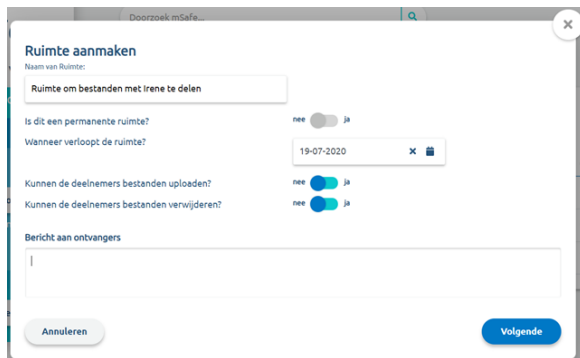 Doorzoek mSafe...
Ruimte aanmaken
Naam van Ruimte:
Ruimte om bestanden met Irene te delen
Is dit een permanente ruimte? nee ja
Wanneer verloopt de ruimte?
19-07-2020
Kunnen de deelnemers bestanden uploaden? nee ja
Kunnen de deelnemers bestanden verwijderen? nee ja
Bericht aan ontvangers
Annuleren Volgende